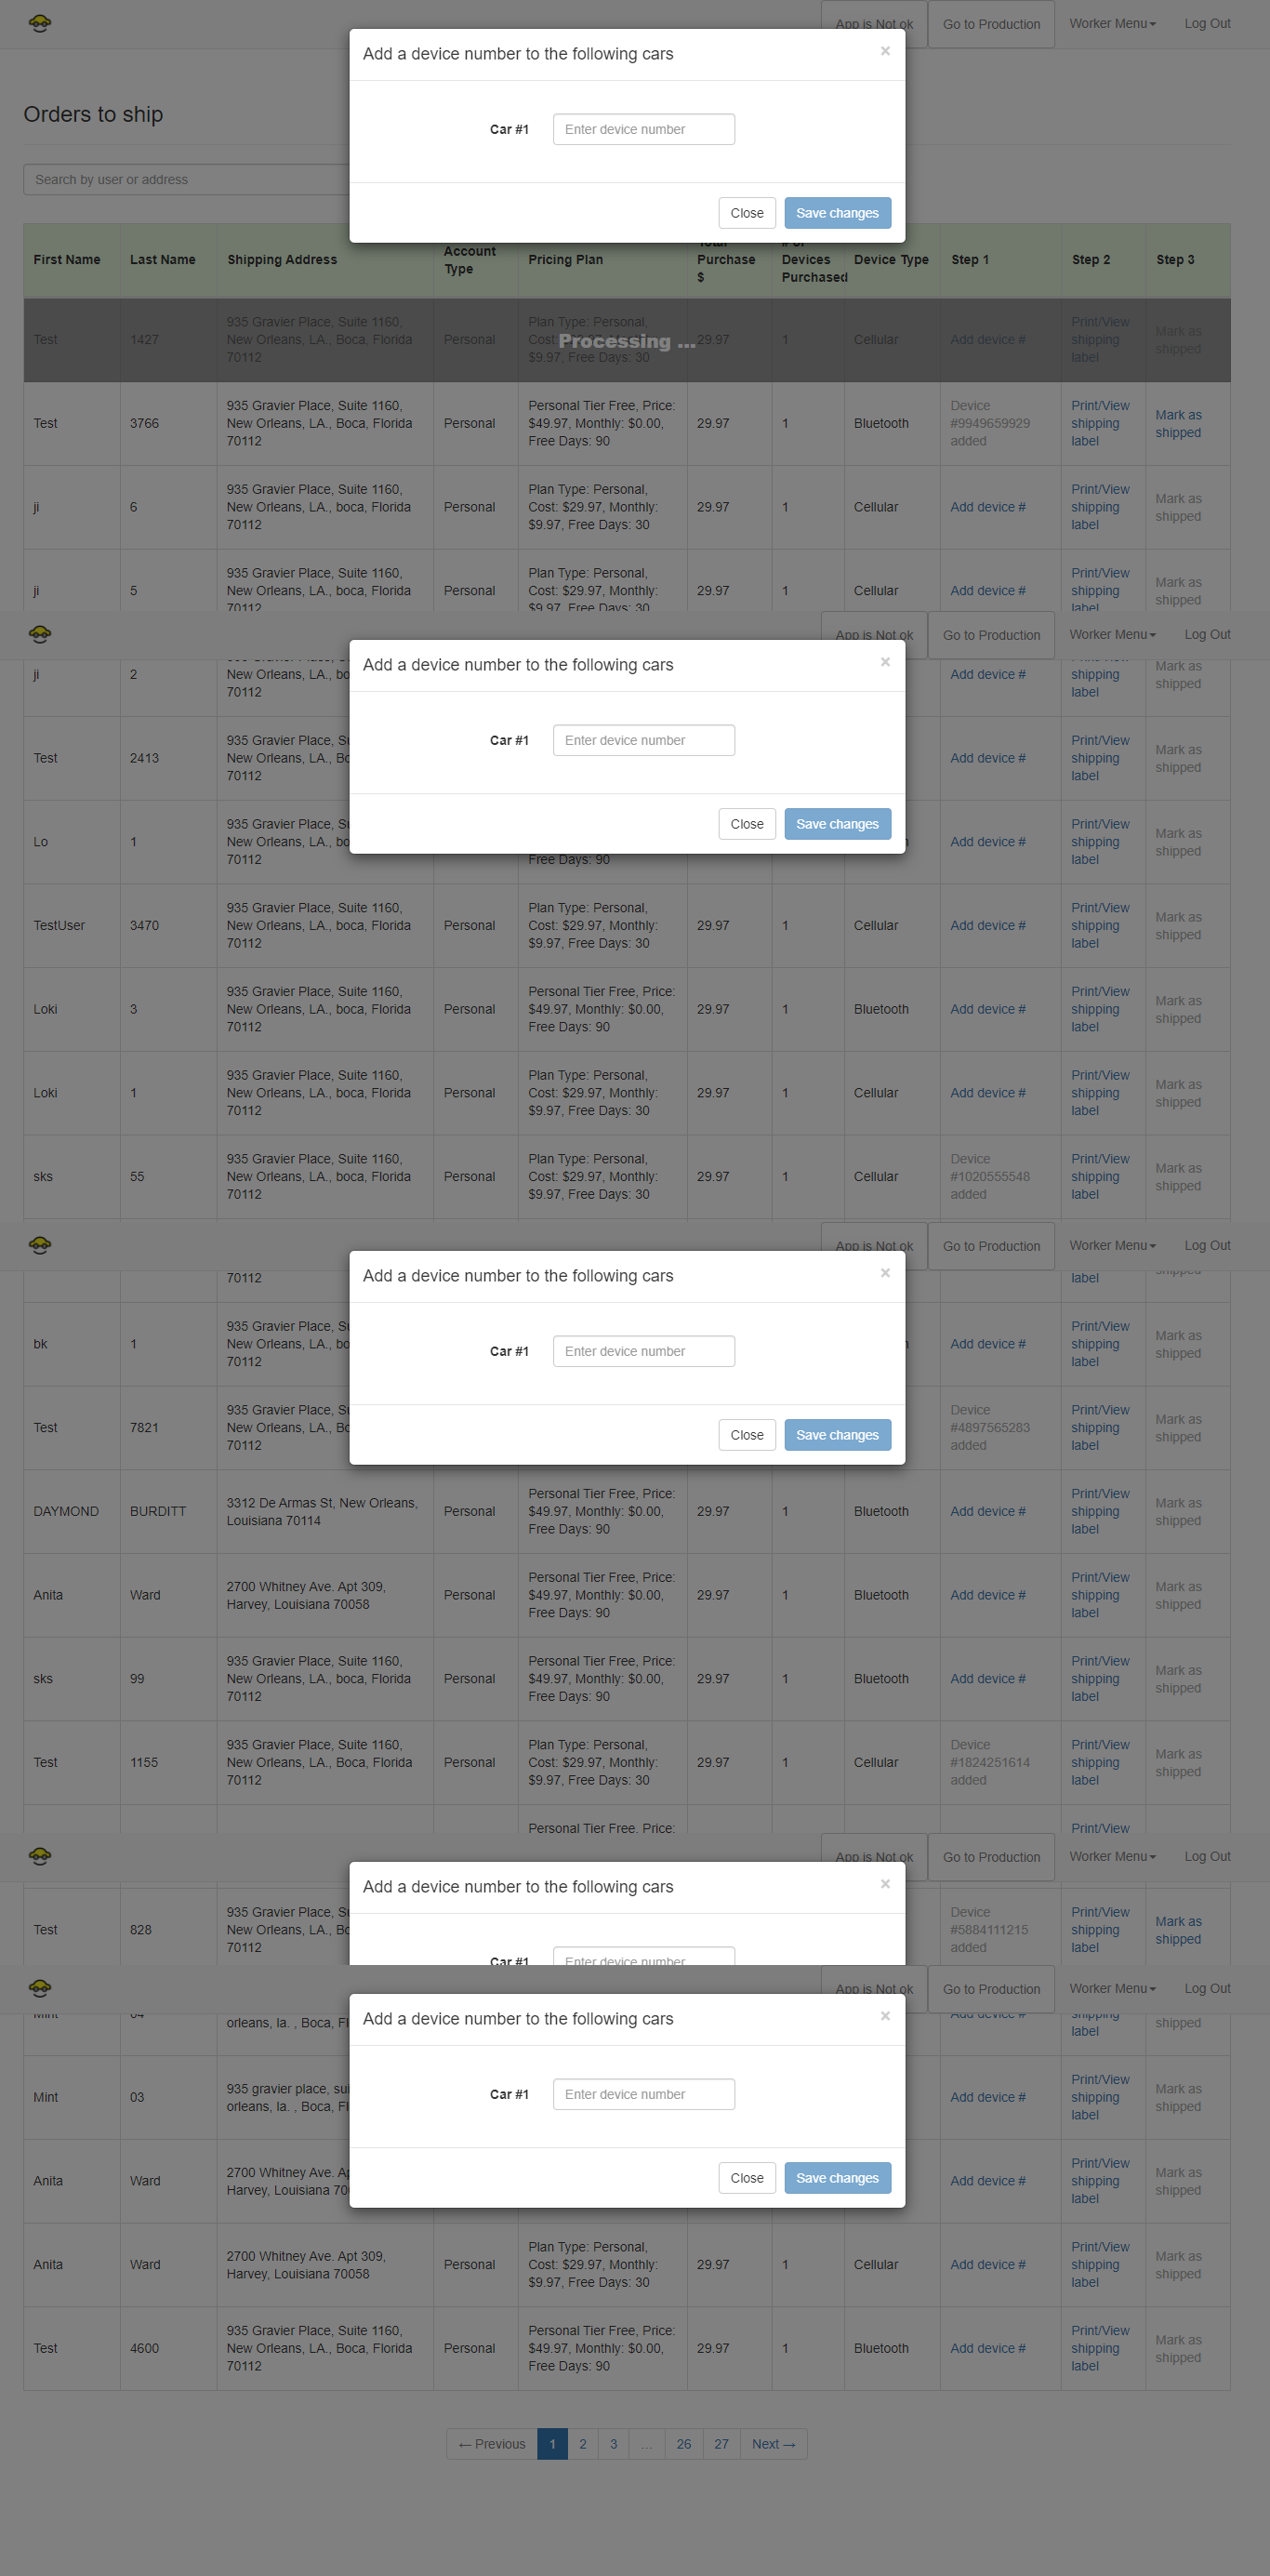 App is Not ok Go to Production Worker Menu Log Out
Add a device number to the following cars ×
Orders to ship
Car #1 Enter device number
Search by user or address
Close Save changes
First Name Last Name Shipping Address Account Type Pricing Plan Total Purchase $ # of Devices Purchased Device Type Step 1 Step 2 Step 3
Test 1427 935 Gravier Place, Suite 1160, New Orleans, LA., Boca, Florida 70112 Personal Plan Type: Personal, Cost: $29.97, Monthly: $9.97, Free Days: 30 29.97 1 Cellular Add device # Print/View shipping label Mark as shipped
Processing ...
Test 3766 935 Gravier Place, Suite 1160, New Orleans, LA., Boca, Florida 70112 Personal Personal Tier Free, Price: $49.97, Monthly: $0.00, Free Days: 90 29.97 1 Bluetooth Device #9949659929 added Print/View shipping label Mark as shipped
ji 6 935 Gravier Place, Suite 1160, New Orleans, LA., boca, Florida 70112 Personal Plan Type: Personal, Cost: $29.97, Monthly: $9.97, Free Days: 30 29.97 1 Cellular Add device # Print/View shipping label Mark as shipped
ji 5 935 Gravier Place, Suite 1160, New Orleans, LA., boca, Florida 70112 Personal Plan Type: Personal, Cost: $29.97, Monthly: $9.97, Free Days: 30 29.97 1 Cellular Add device # Print/View shipping label Mark as shipped
App is Not ok Go to Production Worker Menu Log Out
Add a device number to the following cars ×
ji 2 New Orleans, LA., 70112 Add device # shipping label Mark as shipped
Car #1 Enter device number
Test 2413 935 Gravier Place, New Orleans, LA., 70112 Add device # Print/View shipping label Mark as shipped
Close Save changes
Lo 1 935 Gravier Place, New Orleans, LA., 70112 Free Days: 90 Add device # Print/View shipping label Mark as shipped
TestUser 3470 935 Gravier Place, Suite 1160, New Orleans, LA., boca, Florida 70112 Personal Plan Type: Personal, Cost: $29.97, Monthly: $9.97, Free Days: 30 29.97 1 Cellular Add device # Print/View shipping label Mark as shipped
Loki 3 935 Gravier Place, Suite 1160, New Orleans, LA., boca, Florida 70112 Personal Personal Tier Free, Price: $49.97, Monthly: $0.00, Free Days: 90 29.97 1 Bluetooth Add device # Print/View shipping label Mark as shipped
Loki 1 935 Gravier Place, Suite 1160, New Orleans, LA., boca, Florida 70112 Personal Plan Type: Personal, Cost: $29.97, Monthly: $9.97, Free Days: 30 29.97 1 Cellular Add device # Print/View shipping label Mark as shipped
sks 55 935 Gravier Place, Suite 1160, New Orleans, LA., boca, Florida 70112 Personal Plan Type: Personal, Cost: $29.97, Monthly: $9.97, Free Days: 30 29.97 1 Cellular Device #1020555548 added Print/View shipping label Mark as shipped
App is Not ok Go to Production Worker Menu Log Out
Add a device number to the following cars ×
70112 label shipped
Car #1 Enter device number
bk 1 935 Gravier Place, New Orleans, LA., 70112 Add device # Print/View shipping label Mark as shipped
Close Save changes
Test 7821 935 Gravier Place, New Orleans, LA., 70112 Device #4897565283 added Print/View shipping label Mark as shipped
DAYMOND BURDITT 3312 De Armas St, New Orleans, Louisiana 70114 Personal Personal Tier Free, Price: $49.97, Monthly: $0.00, Free Days: 90 29.97 1 Bluetooth Add device # Print/View shipping label Mark as shipped
Anita Ward 2700 Whitney Ave. Apt 309, Harvey, Louisiana 70058 Personal Personal Tier Free, Price: $49.97, Monthly: $0.00, Free Days: 90 29.97 1 Bluetooth Add device # Print/View shipping label Mark as shipped
sks 99 935 Gravier Place, Suite 1160, New Orleans, LA., boca, Florida 70112 Personal Personal Tier Free, Price: $49.97, Monthly: $0.00, Free Days: 90 29.97 1 Bluetooth Add device # Print/View shipping label Mark as shipped
Test 1155 935 Gravier Place, Suite 1160, New Orleans, LA., Boca, Florida 70112 Personal Plan Type: Personal, Cost: $29.97, Monthly: $9.97, Free Days: 30 29.97 1 Cellular Device #1824251614 added Print/View shipping label Mark as shipped
Personal Tier Free, Price: Print/View
App is Not ok Go to Production Worker Menu Log Out
Add a device number to the following cars ×
Test 828 935 Gravier Place, New Orleans, LA., 70112 Device #5884111215 added Print/View shipping label Mark as shipped
Car #1 Enter device number
App is Not ok Go to Production Worker Menu Log Out
Add a device number to the following cars ×
Mint 04 orleans, la. , Boca, Add device # shipping label shipped
Car #1 Enter device number
Mint 03 935 gravier place, orleans, la. , Boca, Add device # Print/View shipping label Mark as shipped
Close Save changes
Anita Ward 2700 Whitney Ave. Harvey, Louisiana Add device # Print/View shipping label Mark as shipped
Anita Ward 2700 Whitney Ave. Apt 309, Harvey, Louisiana 70058 Personal Plan Type: Personal, Cost: $29.97, Monthly: $9.97, Free Days: 30 29.97 1 Cellular Add device # Print/View shipping label Mark as shipped
Test 4600 935 Gravier Place, Suite 1160, New Orleans, LA., Boca, Florida 70112 Personal Personal Tier Free, Price: $49.97, Monthly: $0.00, Free Days: 90 29.97 1 Bluetooth Add device # Print/View shipping label Mark as shipped
← Previous 1 2 3 ... 26 27 Next →